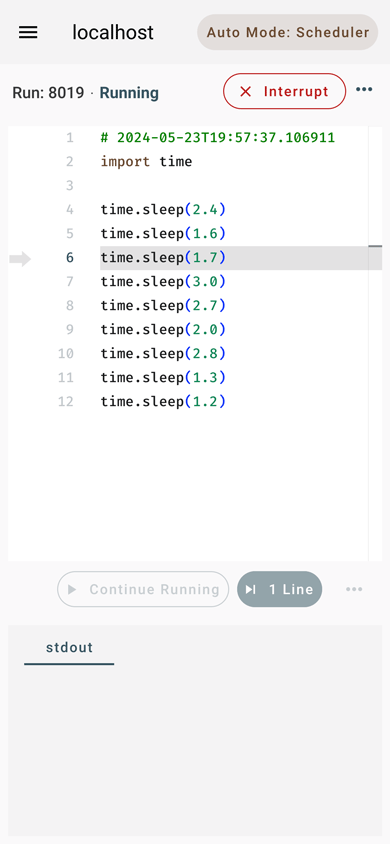 localhost
Auto Mode: Scheduler
Run: 8019 · Running
Interrupt
1 # 2024-05-23T19:57:37.106911
2 import time
3
4 time.sleep(2.4)
5 time.sleep(1.6)
6 time.sleep(1.7)
7 time.sleep(3.0)
8 time.sleep(2.7)
9 time.sleep(2.0)
10 time.sleep(2.8)
11 time.sleep(1.3)
12 time.sleep(1.2)
Continue Running
1 Line
stdout